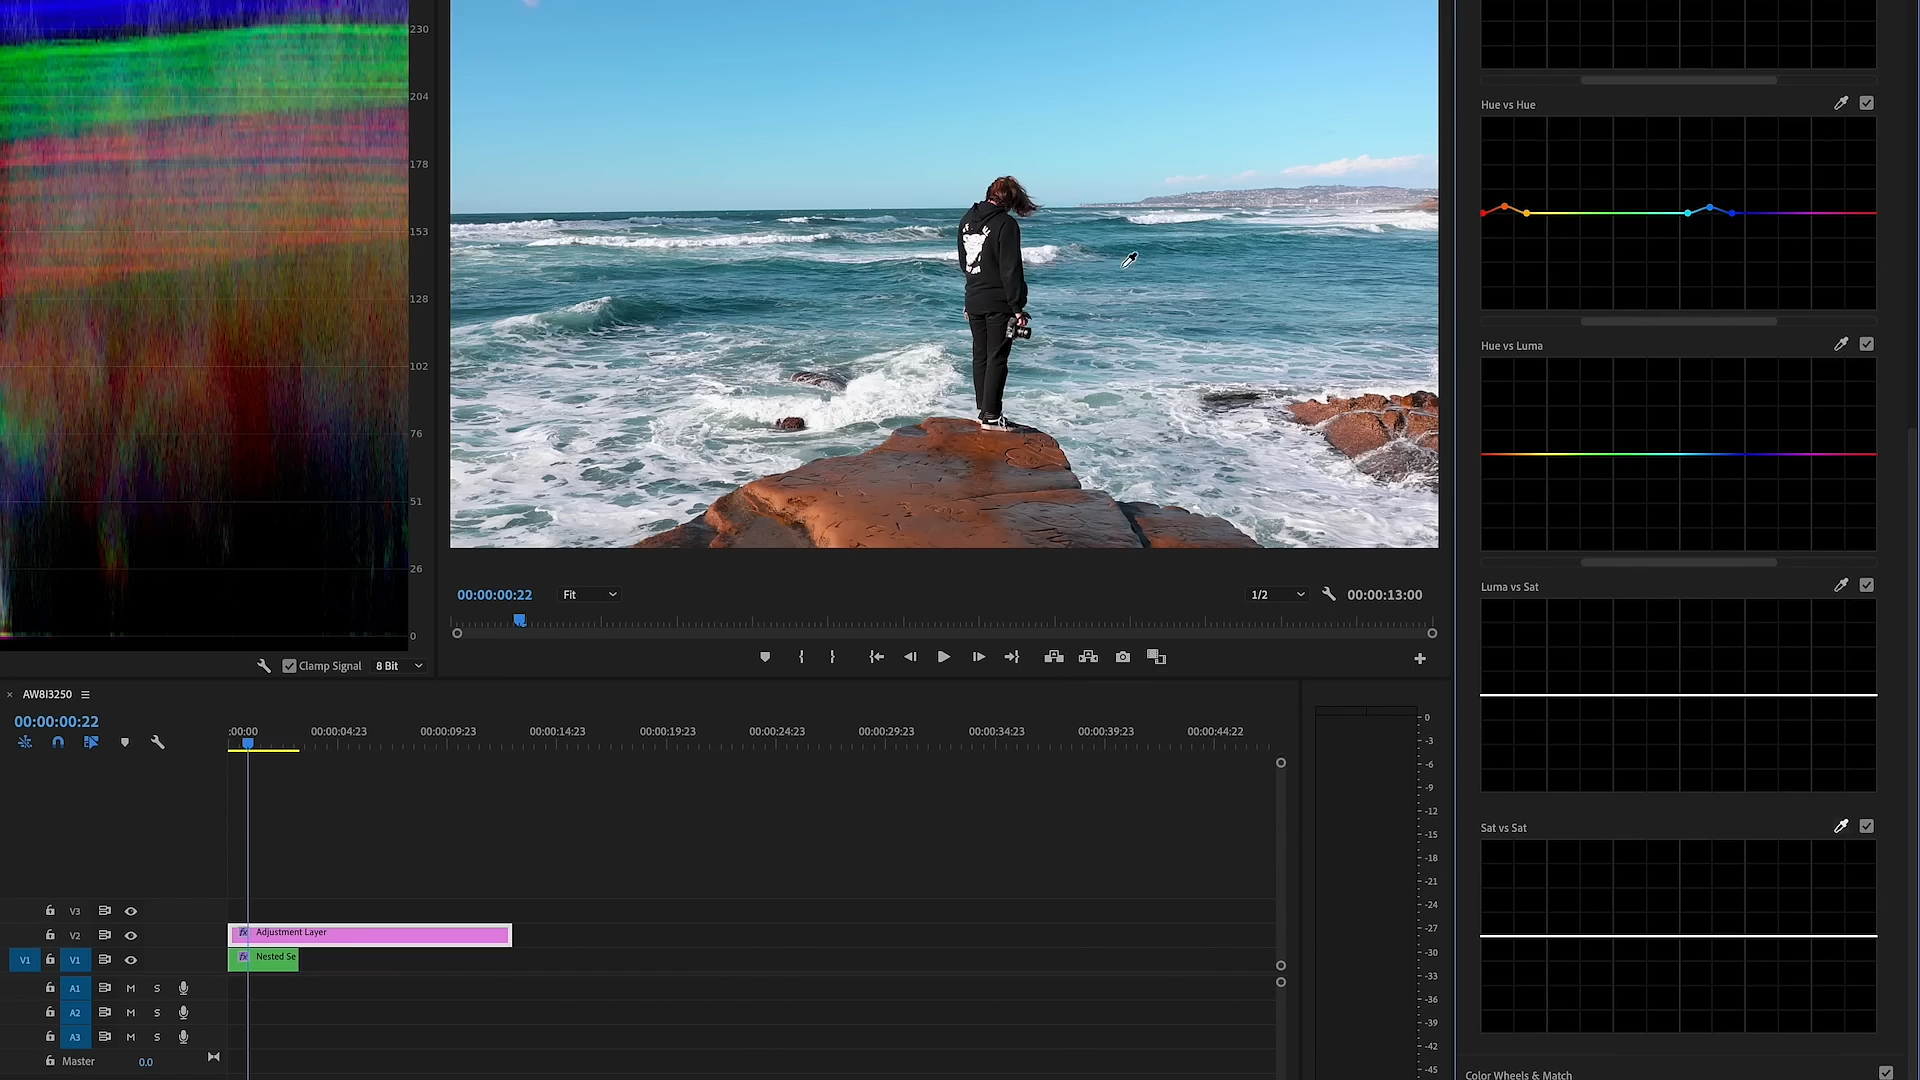 230
204
178
153
128
102
76
51
26
0
Clamp Signal
8 Bit
00:00:00:22
Fit
1/2
00:00:13:00
Hue vs Hue
Hue vs Luma
Luma vs Sat
Sat vs Sat
Color Wheels & Match
× AW8I3250
00:00:00:22
:00:00 00:00:04:23 00:00:09:23 00:00:14:23 00:00:19:23 00:00:24:23 00:00:29:23 00:00:34:23 00:00:39:23 00:00:44:22
V3
V2
fx Adjustment Layer
V1 V1
fx Nested Se
A1 M S
A2 M S
A3 M S
Master 0.0
0
-3
-6
-9
-12
-15
-18
-21
-24
-27
-30
-33
-36
-39
-42
-45